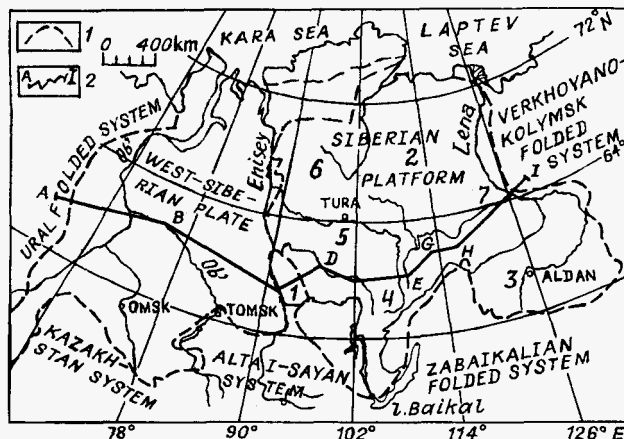 1
0 400km
A I 2
KARA SEA
LAPTEV
SEA
72° N
64°
URAL FOLDED SYSTEM
Ob'
WEST-SIBE-
RIAN PLATE
Enisey
SIBERIAN
PLATFORM
6
2
Lena
VERKHOYANO-
KOLYMSK
FOLDED
SYSTEM
I
7
A
B
TURA
5
Ob'
D
G
E
H
1
4
3
ALDAN
OMSK
TOMSK
KAZAKH-
STAN SYSTEM
ALTAI-SAYAN
SYSTEM
ZABAIKALIAN
FOLDED SYSTEM
l. Baikal
78°
90°
102°
114°
126° E